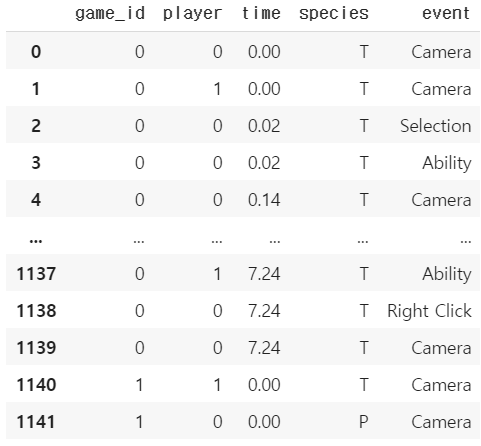 game_id player time species event
0 0 0 0.00 T Camera
1 0 1 0.00 T Camera
2 0 0 0.02 T Selection
3 0 0 0.02 T Ability
4 0 0 0.14 T Camera
... ... ... ... ... ...
1137 0 1 7.24 T Ability
1138 0 0 7.24 T Right Click
1139 0 0 7.24 T Camera
1140 1 1 0.00 T Camera
1141 1 0 0.00 P Camera